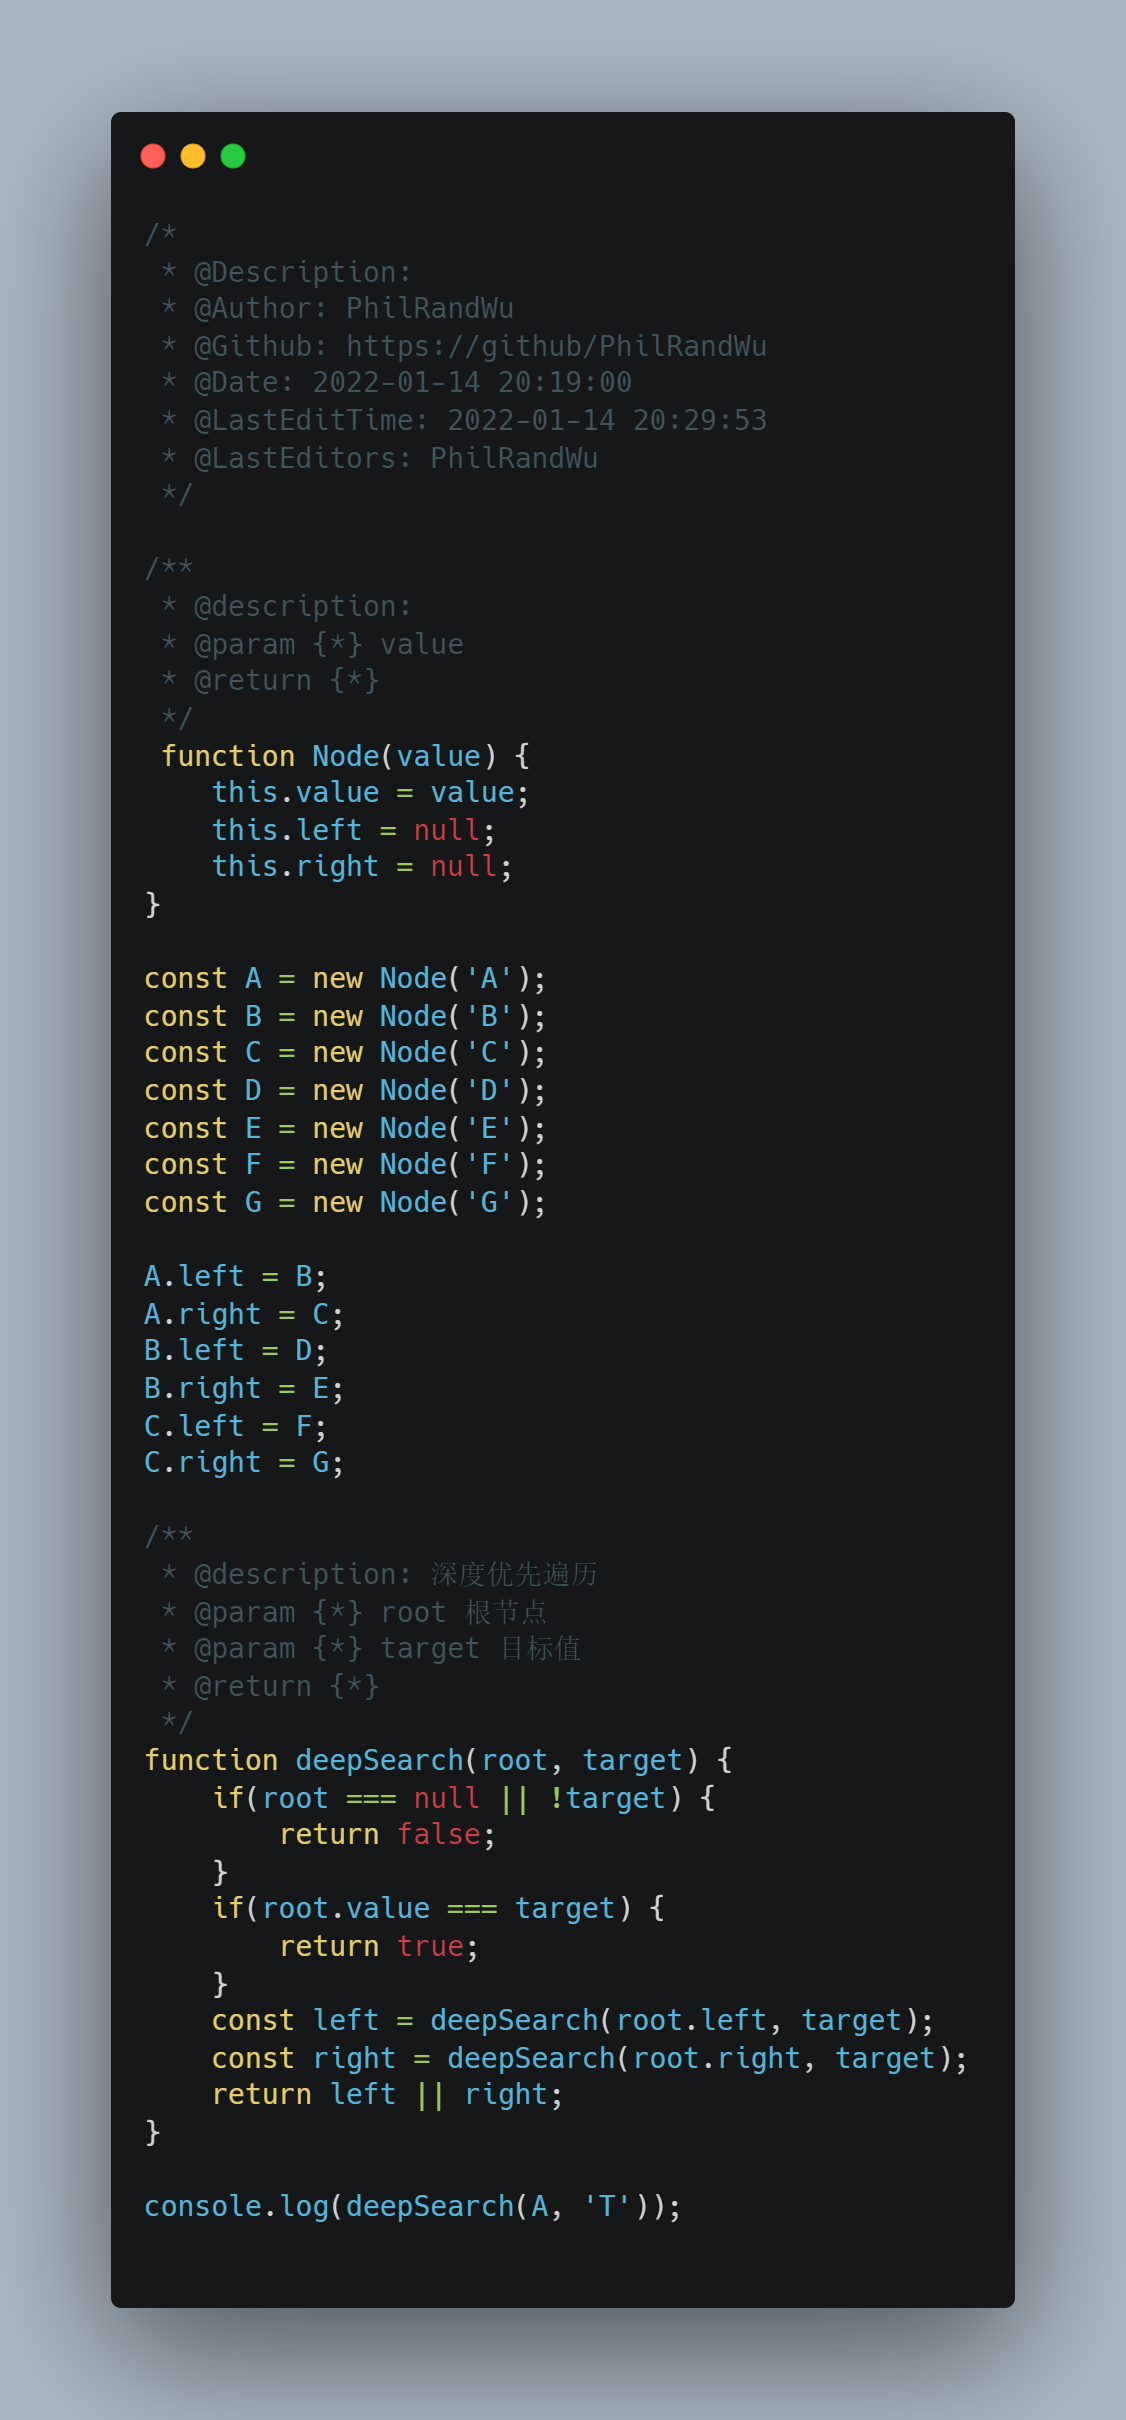 /*
 * @Description:
 * @Author: PhilRandWu
 * @Github: https://github/PhilRandWu
 * @Date: 2022-01-14 20:19:00
 * @LastEditTime: 2022-01-14 20:29:53
 * @LastEditors: PhilRandWu
 */

/**
 * @description:
 * @param {*} value
 * @return {*}
 */
 function Node(value) {
    this.value = value;
    this.left = null;
    this.right = null;
}

const A = new Node('A');
const B = new Node('B');
const C = new Node('C');
const D = new Node('D');
const E = new Node('E');
const F = new Node('F');
const G = new Node('G');

A.left = B;
A.right = C;
B.left = D;
B.right = E;
C.left = F;
C.right = G;

/**
 * @description: 深度优先遍历
 * @param {*} root 根节点
 * @param {*} target 目标值
 * @return {*}
 */
function deepSearch(root, target) {
    if(root === null || !target) {
        return false;
    }
    if(root.value === target) {
        return true;
    }
    const left = deepSearch(root.left, target);
    const right = deepSearch(root.right, target);
    return left || right;
}

console.log(deepSearch(A, 'T'));